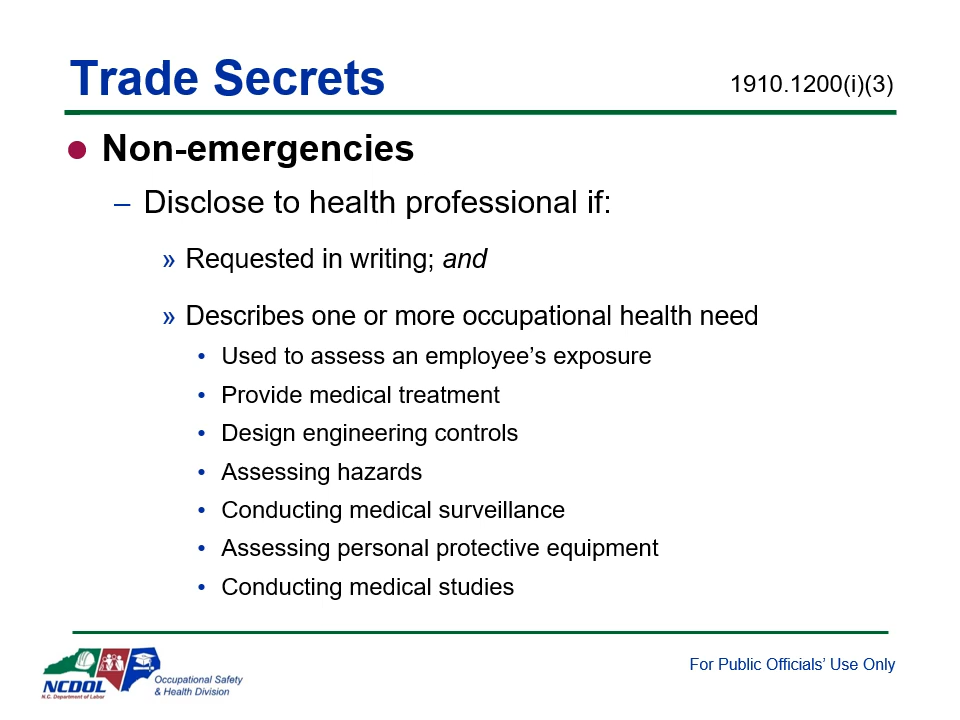 Trade Secrets
1910.1200(i)(3)
Non-emergencies
– Disclose to health professional if:
» Requested in writing; and
» Describes one or more occupational health need
• Used to assess an employee’s exposure
• Provide medical treatment
• Design engineering controls
• Assessing hazards
• Conducting medical surveillance
• Assessing personal protective equipment
• Conducting medical studies
NCDOL
N.C. Department of Labor
Occupational Safety
& Health Division
For Public Officials’ Use Only